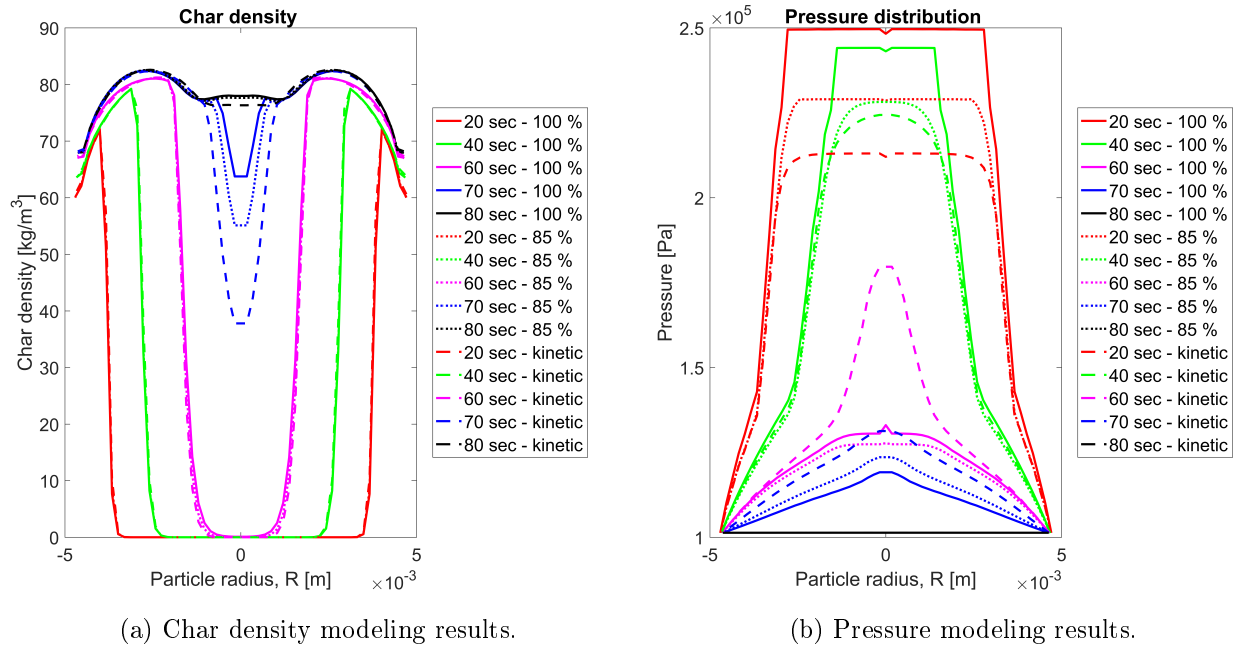 Char density
90
80
70
60
50
40
30
20
10
0
Char density [kg/m3]
-5
0
5
Particle radius, R [m]
×10-3
20 sec - 100 %
40 sec - 100 %
60 sec - 100 %
70 sec - 100 %
80 sec - 100 %
20 sec - 85 %
40 sec - 85 %
60 sec - 85 %
70 sec - 85 %
80 sec - 85 %
20 sec - kinetic
40 sec - kinetic
60 sec - kinetic
70 sec - kinetic
80 sec - kinetic
(a) Char density modeling results.
×105
Pressure distribution
2.5
2
1.5
1
Pressure [Pa]
-5
0
5
Particle radius, R [m]
×10-3
20 sec - 100 %
40 sec - 100 %
60 sec - 100 %
70 sec - 100 %
80 sec - 100 %
20 sec - 85 %
40 sec - 85 %
60 sec - 85 %
70 sec - 85 %
80 sec - 85 %
20 sec - kinetic
40 sec - kinetic
60 sec - kinetic
70 sec - kinetic
80 sec - kinetic
(b) Pressure modeling results.